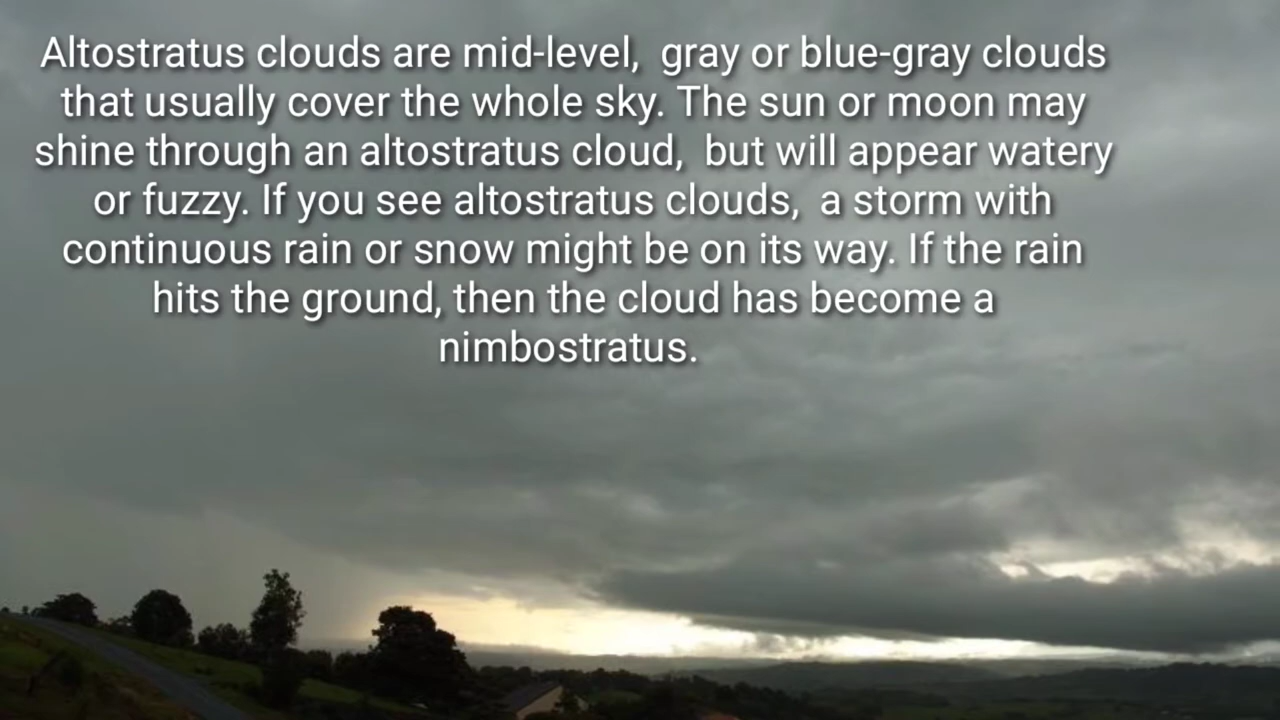 Altostratus clouds are mid-level,  gray or blue-gray clouds
that usually cover the whole sky. The sun or moon may
shine through an altostratus cloud,  but will appear watery
or fuzzy. If you see altostratus clouds,  a storm with
continuous rain or snow might be on its way. If the rain
hits the ground, then the cloud has become a
nimbostratus.